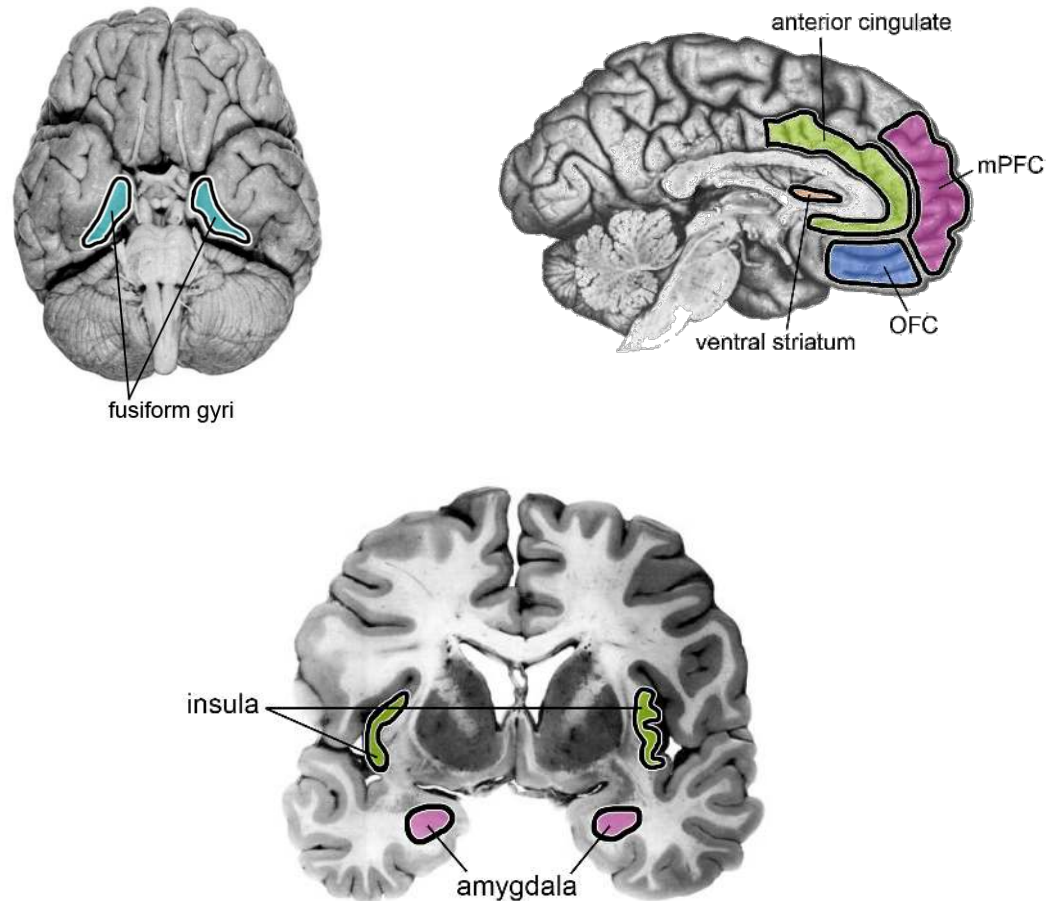 anterior cingulate
mPFC
OFC
ventral striatum
fusiform gyri
insula
amygdala